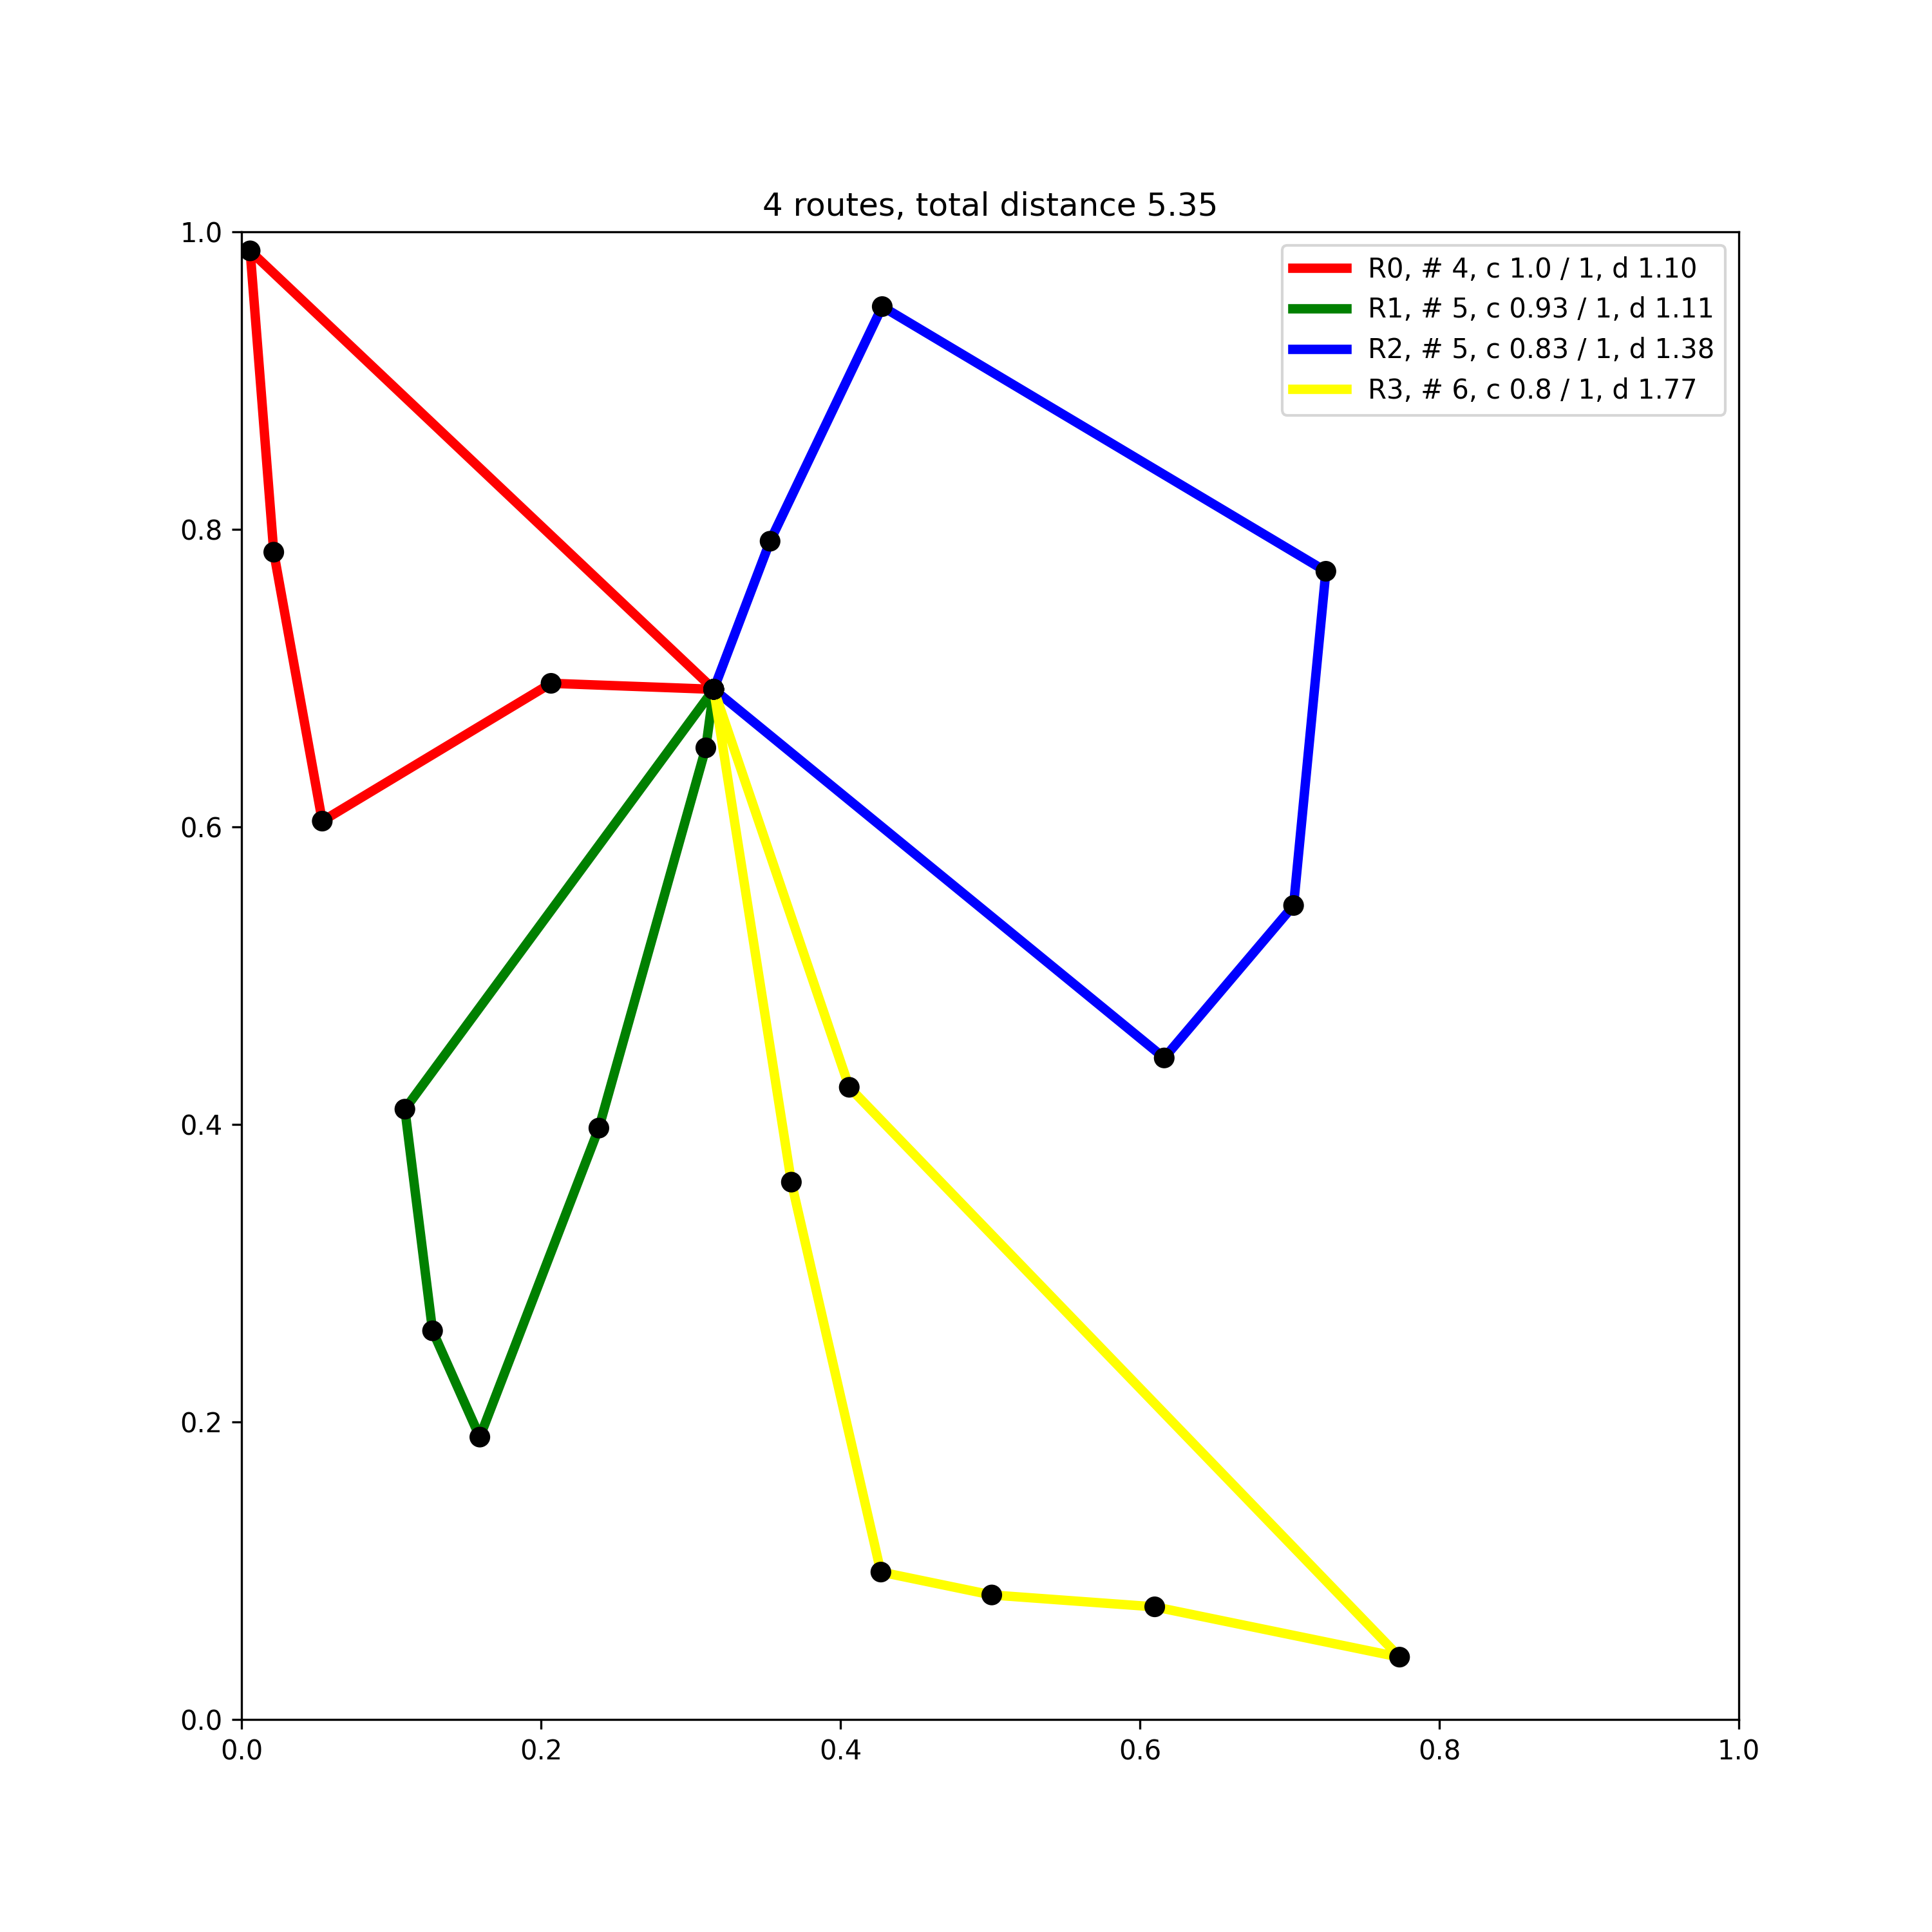 4 routes, total distance 5.35
R0, # 4, c 1.0 / 1, d 1.10
R1, # 5, c 0.93 / 1, d 1.11
R2, # 5, c 0.83 / 1, d 1.38
R3, # 6, c 0.8 / 1, d 1.77
1.0
0.8
0.6
0.4
0.2
0.0
0.0 0.2 0.4 0.6 0.8 1.0